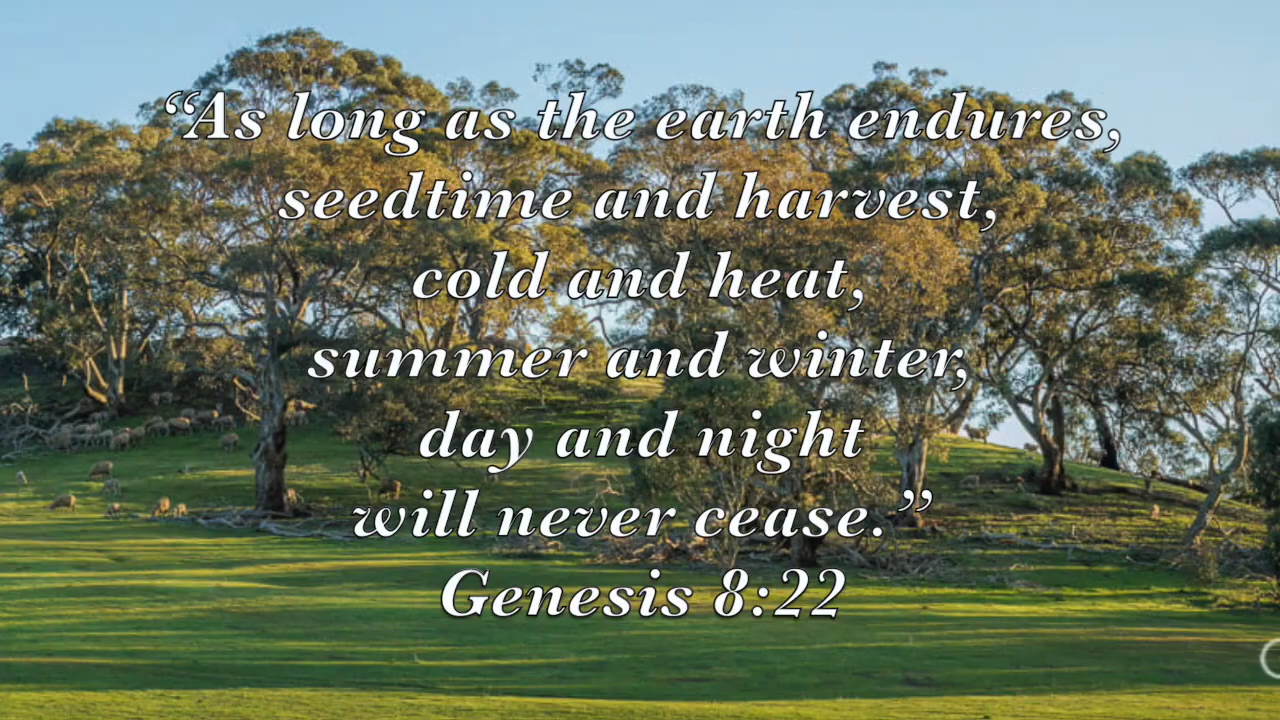 “As long as the earth endures,
seedtime and harvest,
cold and heat,
summer and winter,
day and night
will never cease.”
Genesis 8:22